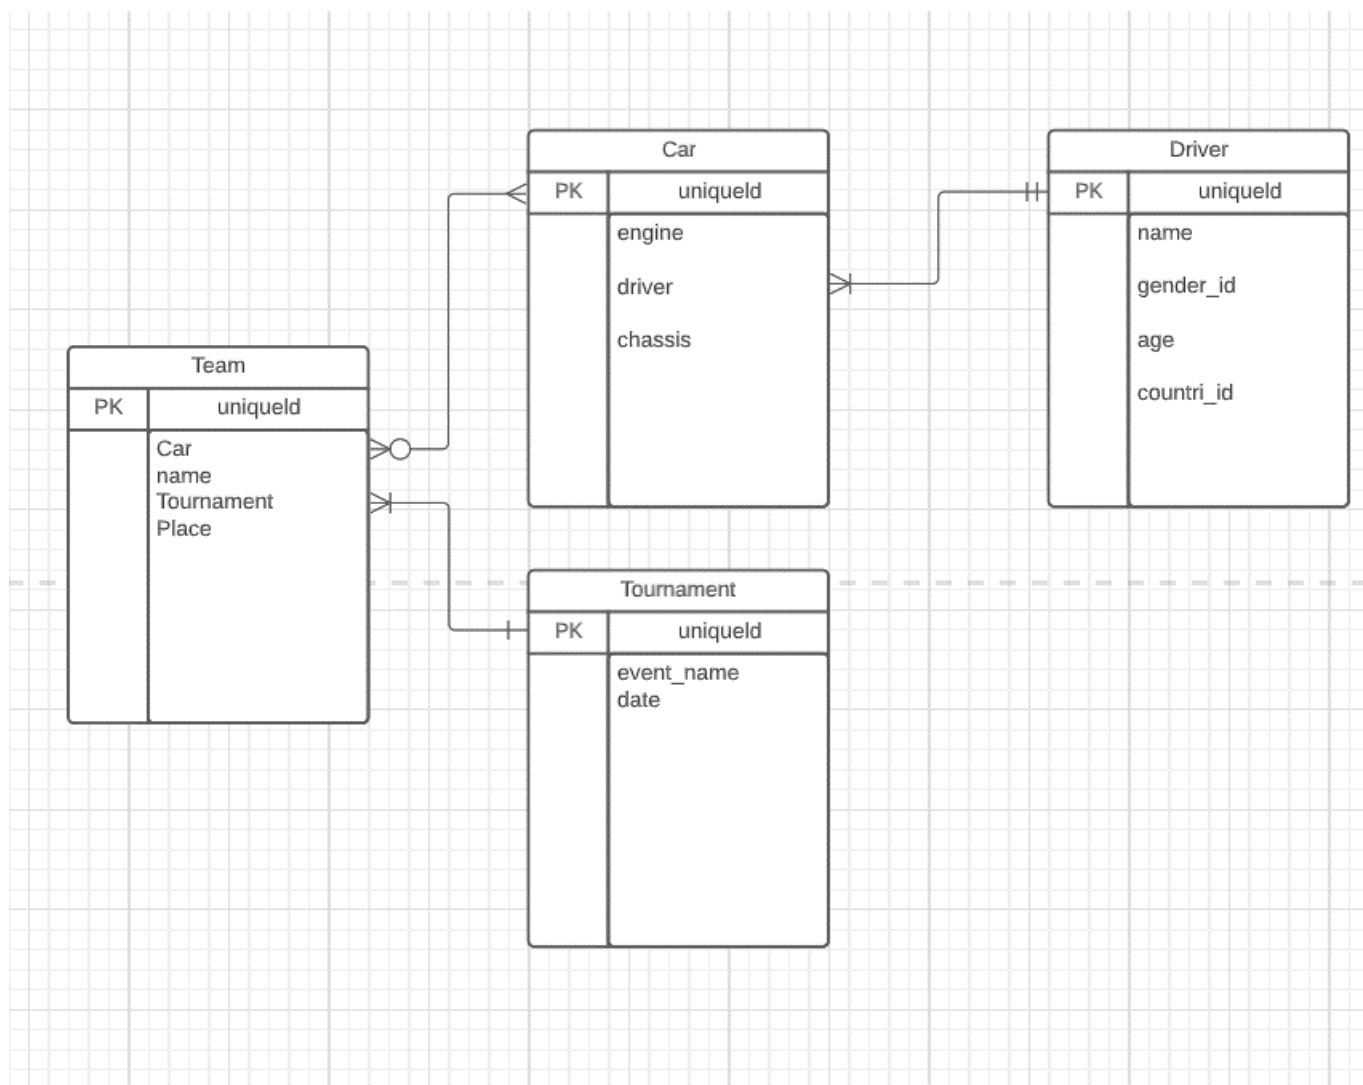 Car
PK uniqueId
engine
driver
chassis
Driver
PK uniqueId
name
gender_id
age
countri_id
Team
PK uniqueId
Car
name
Tournament
Place
Tournament
PK uniqueId
event_name
date